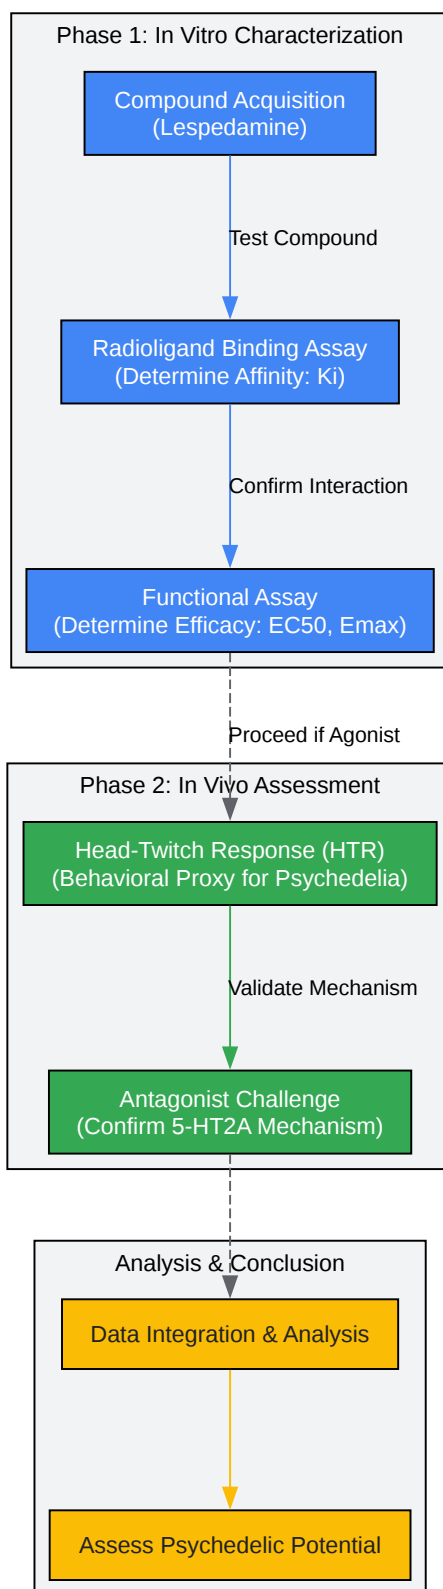 Phase 1: In Vitro Characterization
Compound Acquisition
(Lespedamine)
Test Compound
Radioligand Binding Assay
(Determine Affinity: Ki)
Confirm Interaction
Functional Assay
(Determine Efficacy: EC50, Emax)
Proceed if Agonist
Phase 2: In Vivo Assessment
Head-Twitch Response (HTR)
(Behavioral Proxy for Psychedelia)
Validate Mechanism
Antagonist Challenge
(Confirm 5-HT2A Mechanism)
Analysis & Conclusion
Data Integration & Analysis
Assess Psychedelic Potential